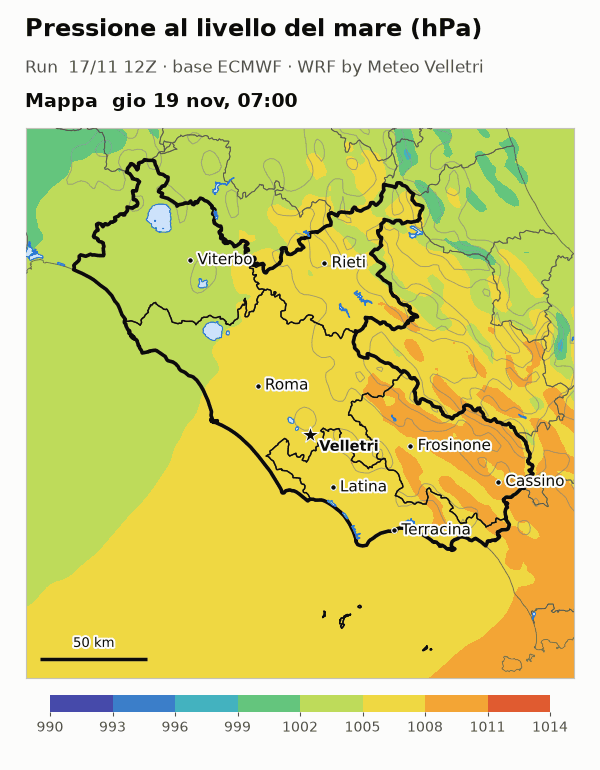 Pressione al livello del mare (hPa)
Run  17/11 12Z · base ECMWF · WRF by Meteo Velletri
Mappa  gio 19 nov, 07:00
Viterbo
Rieti
Roma
Velletri
Frosinone
Latina
Cassino
Terracina
50 km
990 993 996 999 1002 1005 1008 1011 1014